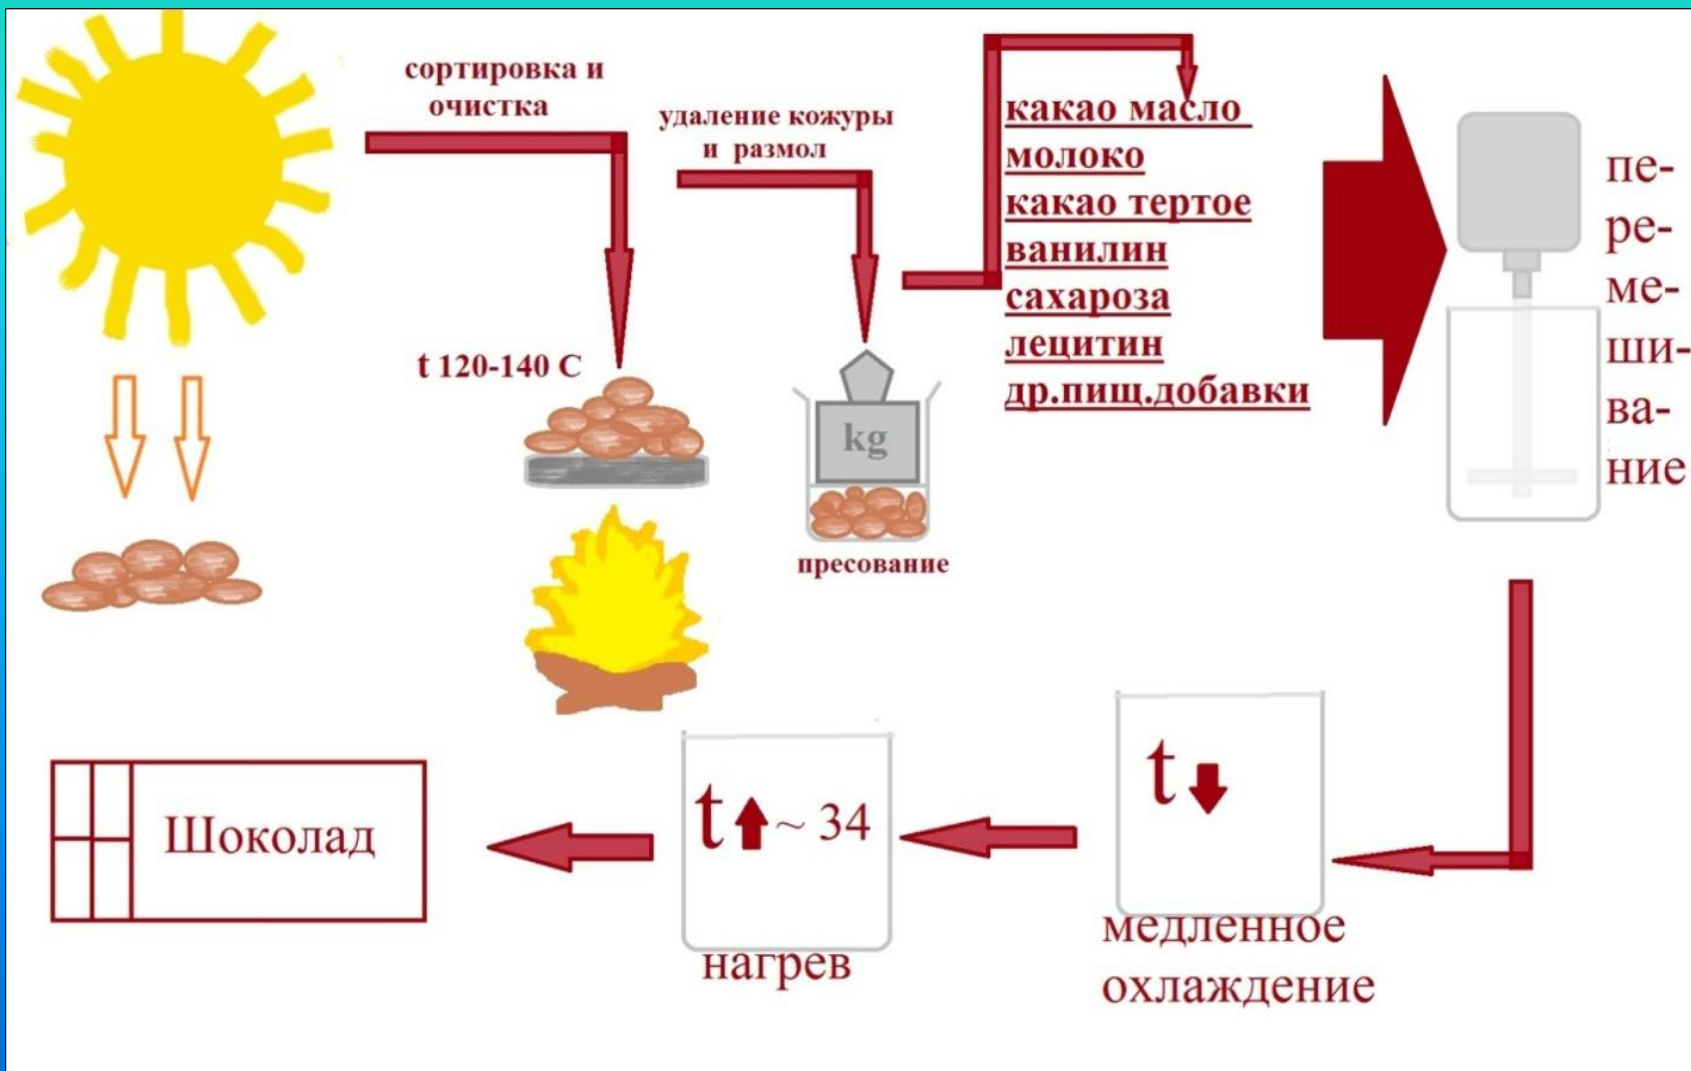 сортировка и
очистка
удаление кожуры
и размол
какао масло
молоко
какао тертое
ванилин
сахароза
лецитин
др.пищ.добавки
пе-
ре-
ме-
ши-
ва-
ние
t 120-140 C
kg
пресование
t
медленное
охлаждение
t ~ 34
нагрев
Шоколад